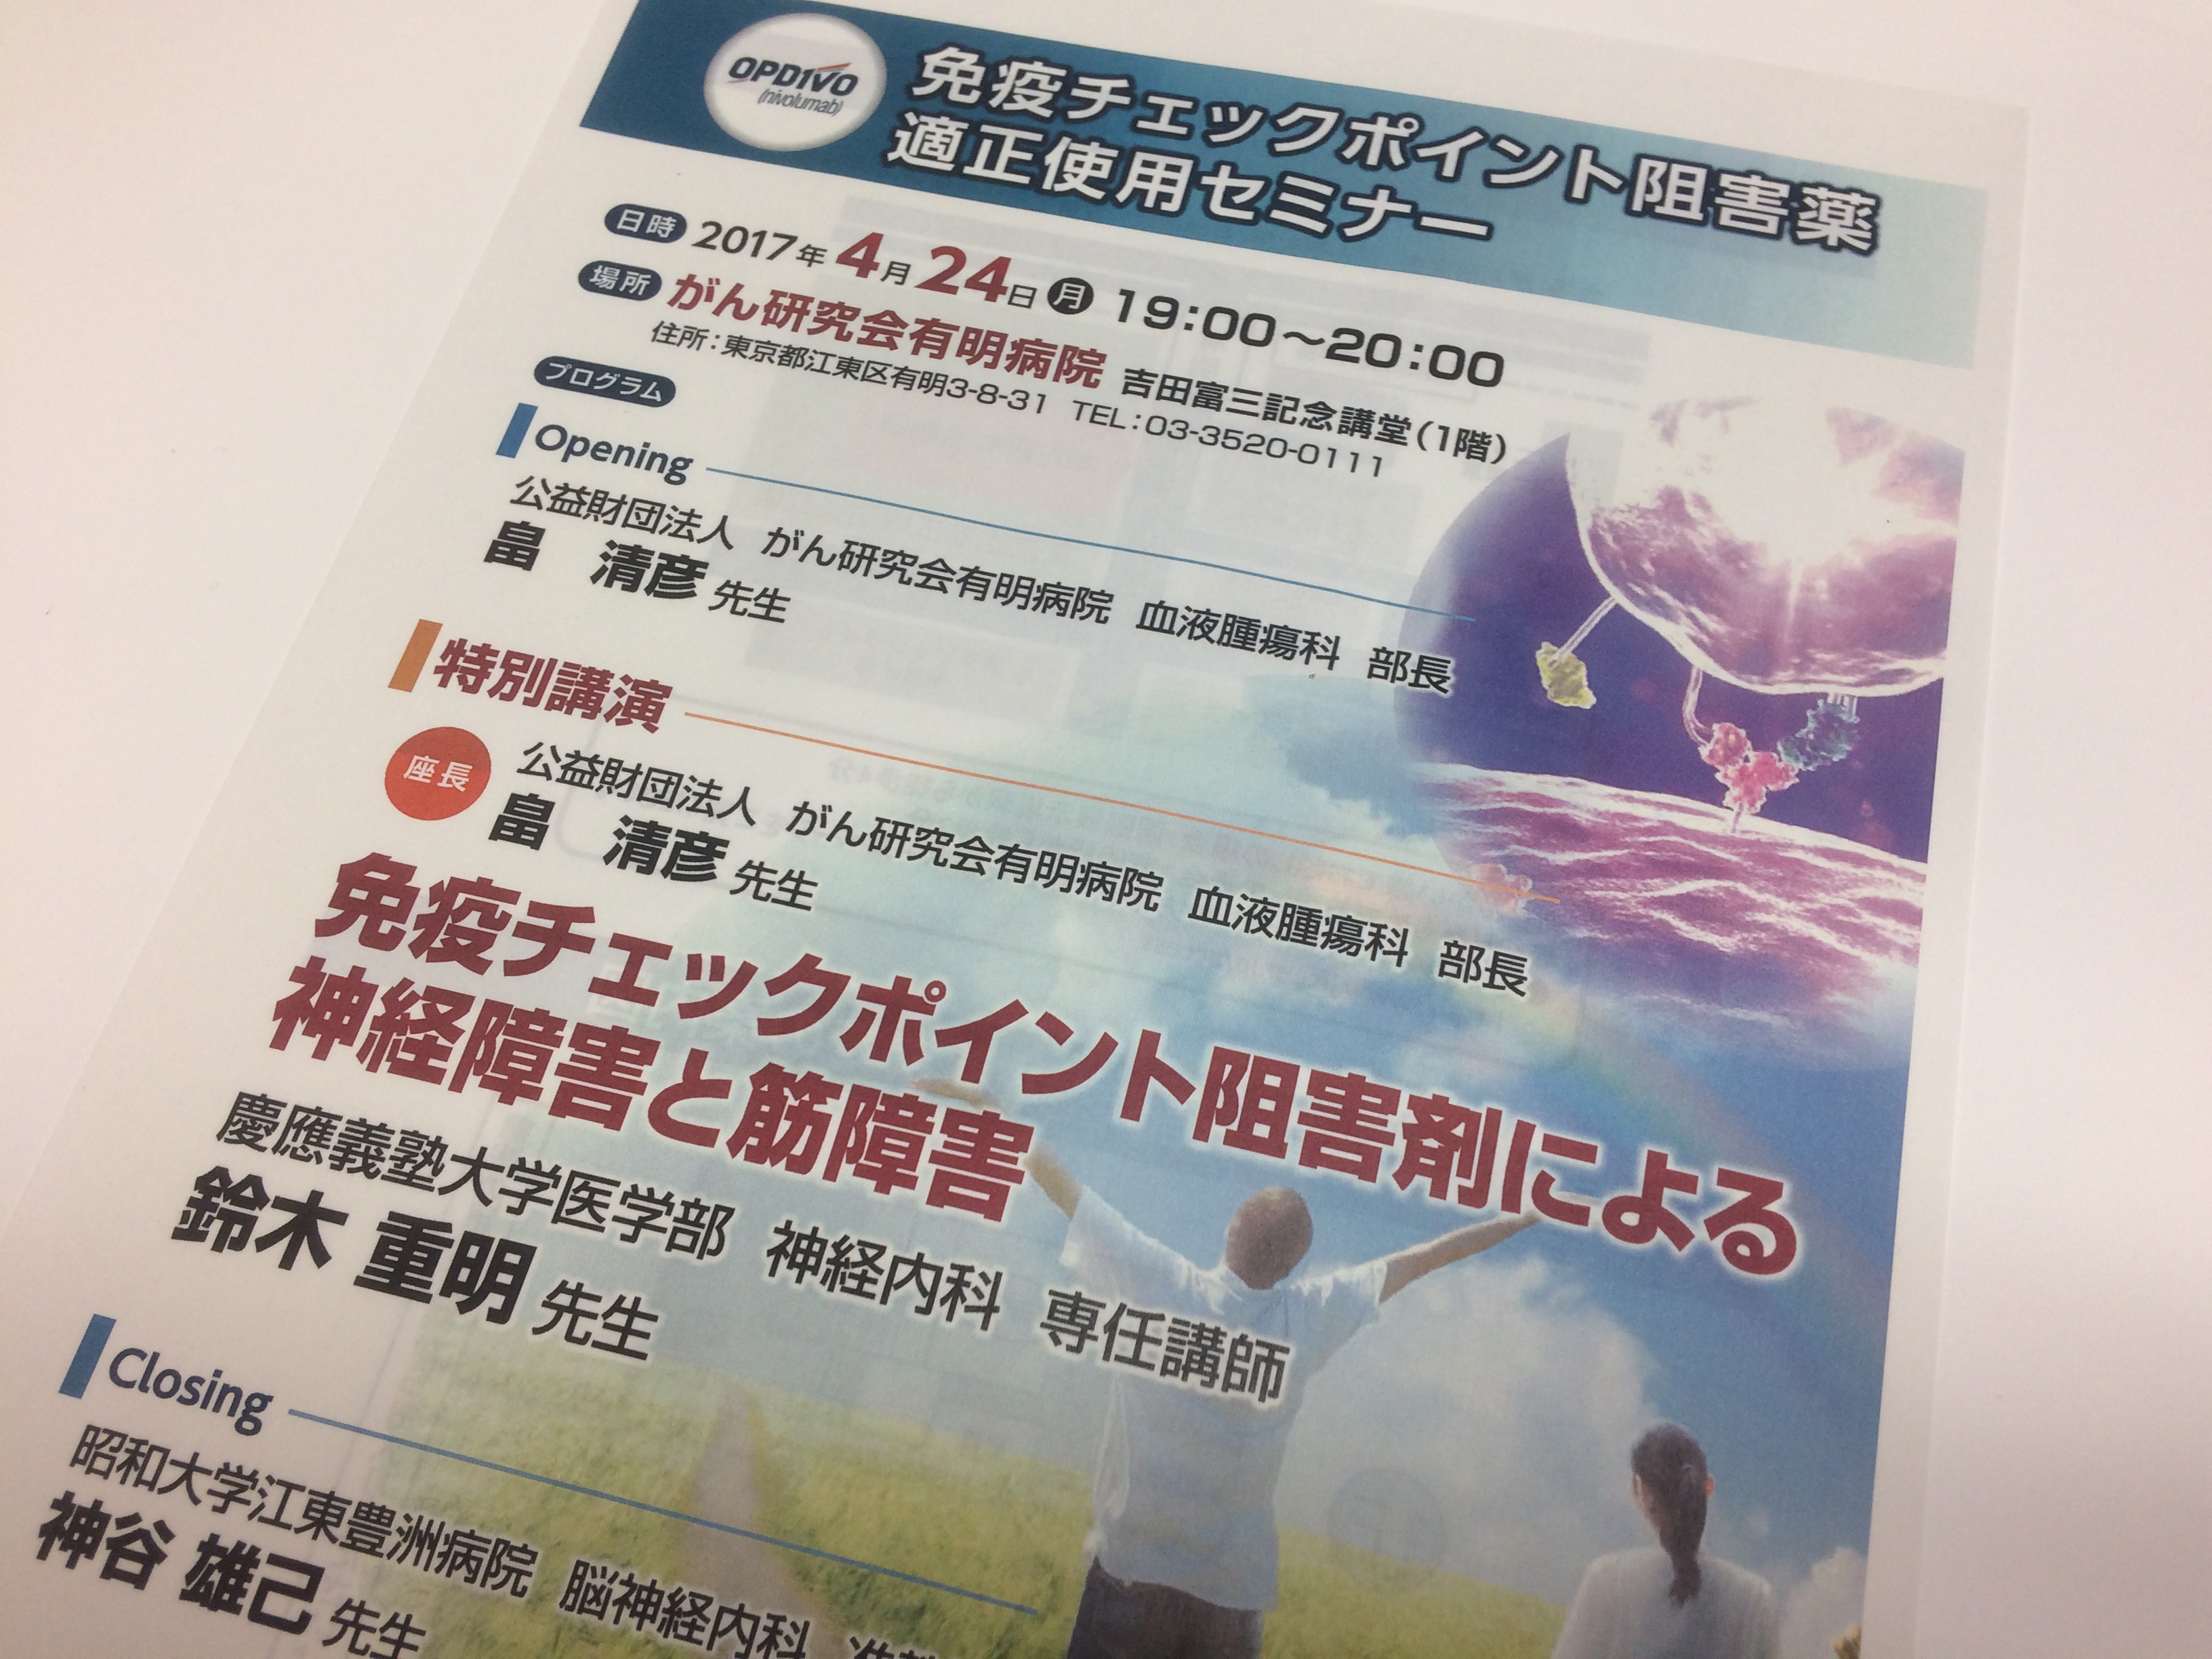 OPDIVO
(nivolumab)
免疫チェックポイント阻害薬
適正使用セミナー
日時 2017年 4月 24日 月 19:00～20:00
場所 がん研究会有明病院 吉田富三記念講堂(1階)
住所:東京都江東区有明3-8-31 TEL:03-3520-0111
プログラム
Opening
公益財団法人 がん研究会有明病院 血液腫瘍科 部長
畠 清彦 先生
特別講演
座長 公益財団法人 がん研究会有明病院 血液腫瘍科 部長
畠 清彦 先生
免疫チェックポイント阻害剤による
神経障害と筋障害
慶應義塾大学医学部 神経内科 専任講師
鈴木 重明 先生
Closing
昭和大学江東豊洲病院 脳神経内科
神谷 雄己 先生